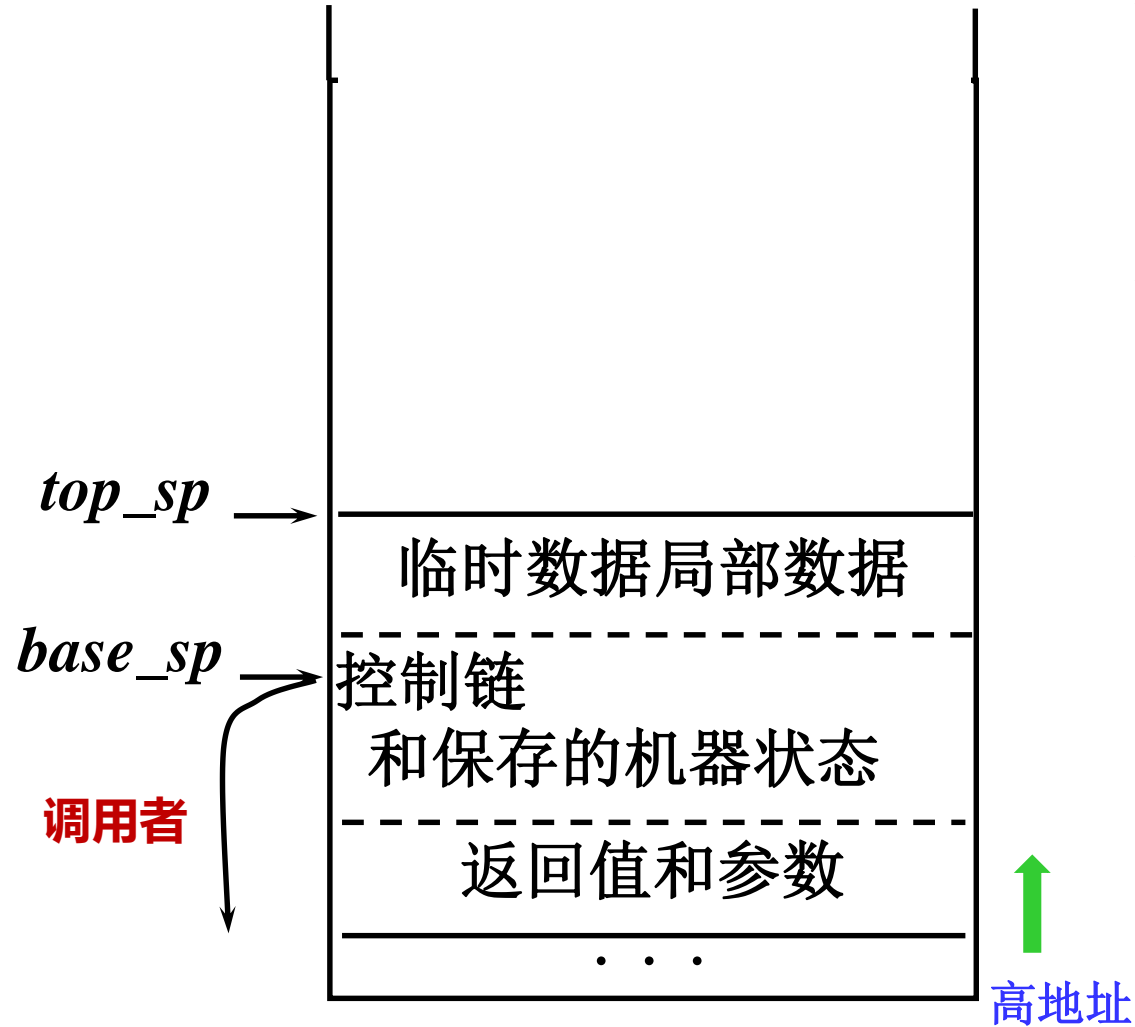 top_sp
临时数据局部数据
base_sp
控制链
和保存的机器状态
调用者
返回值和参数
. . .
高地址